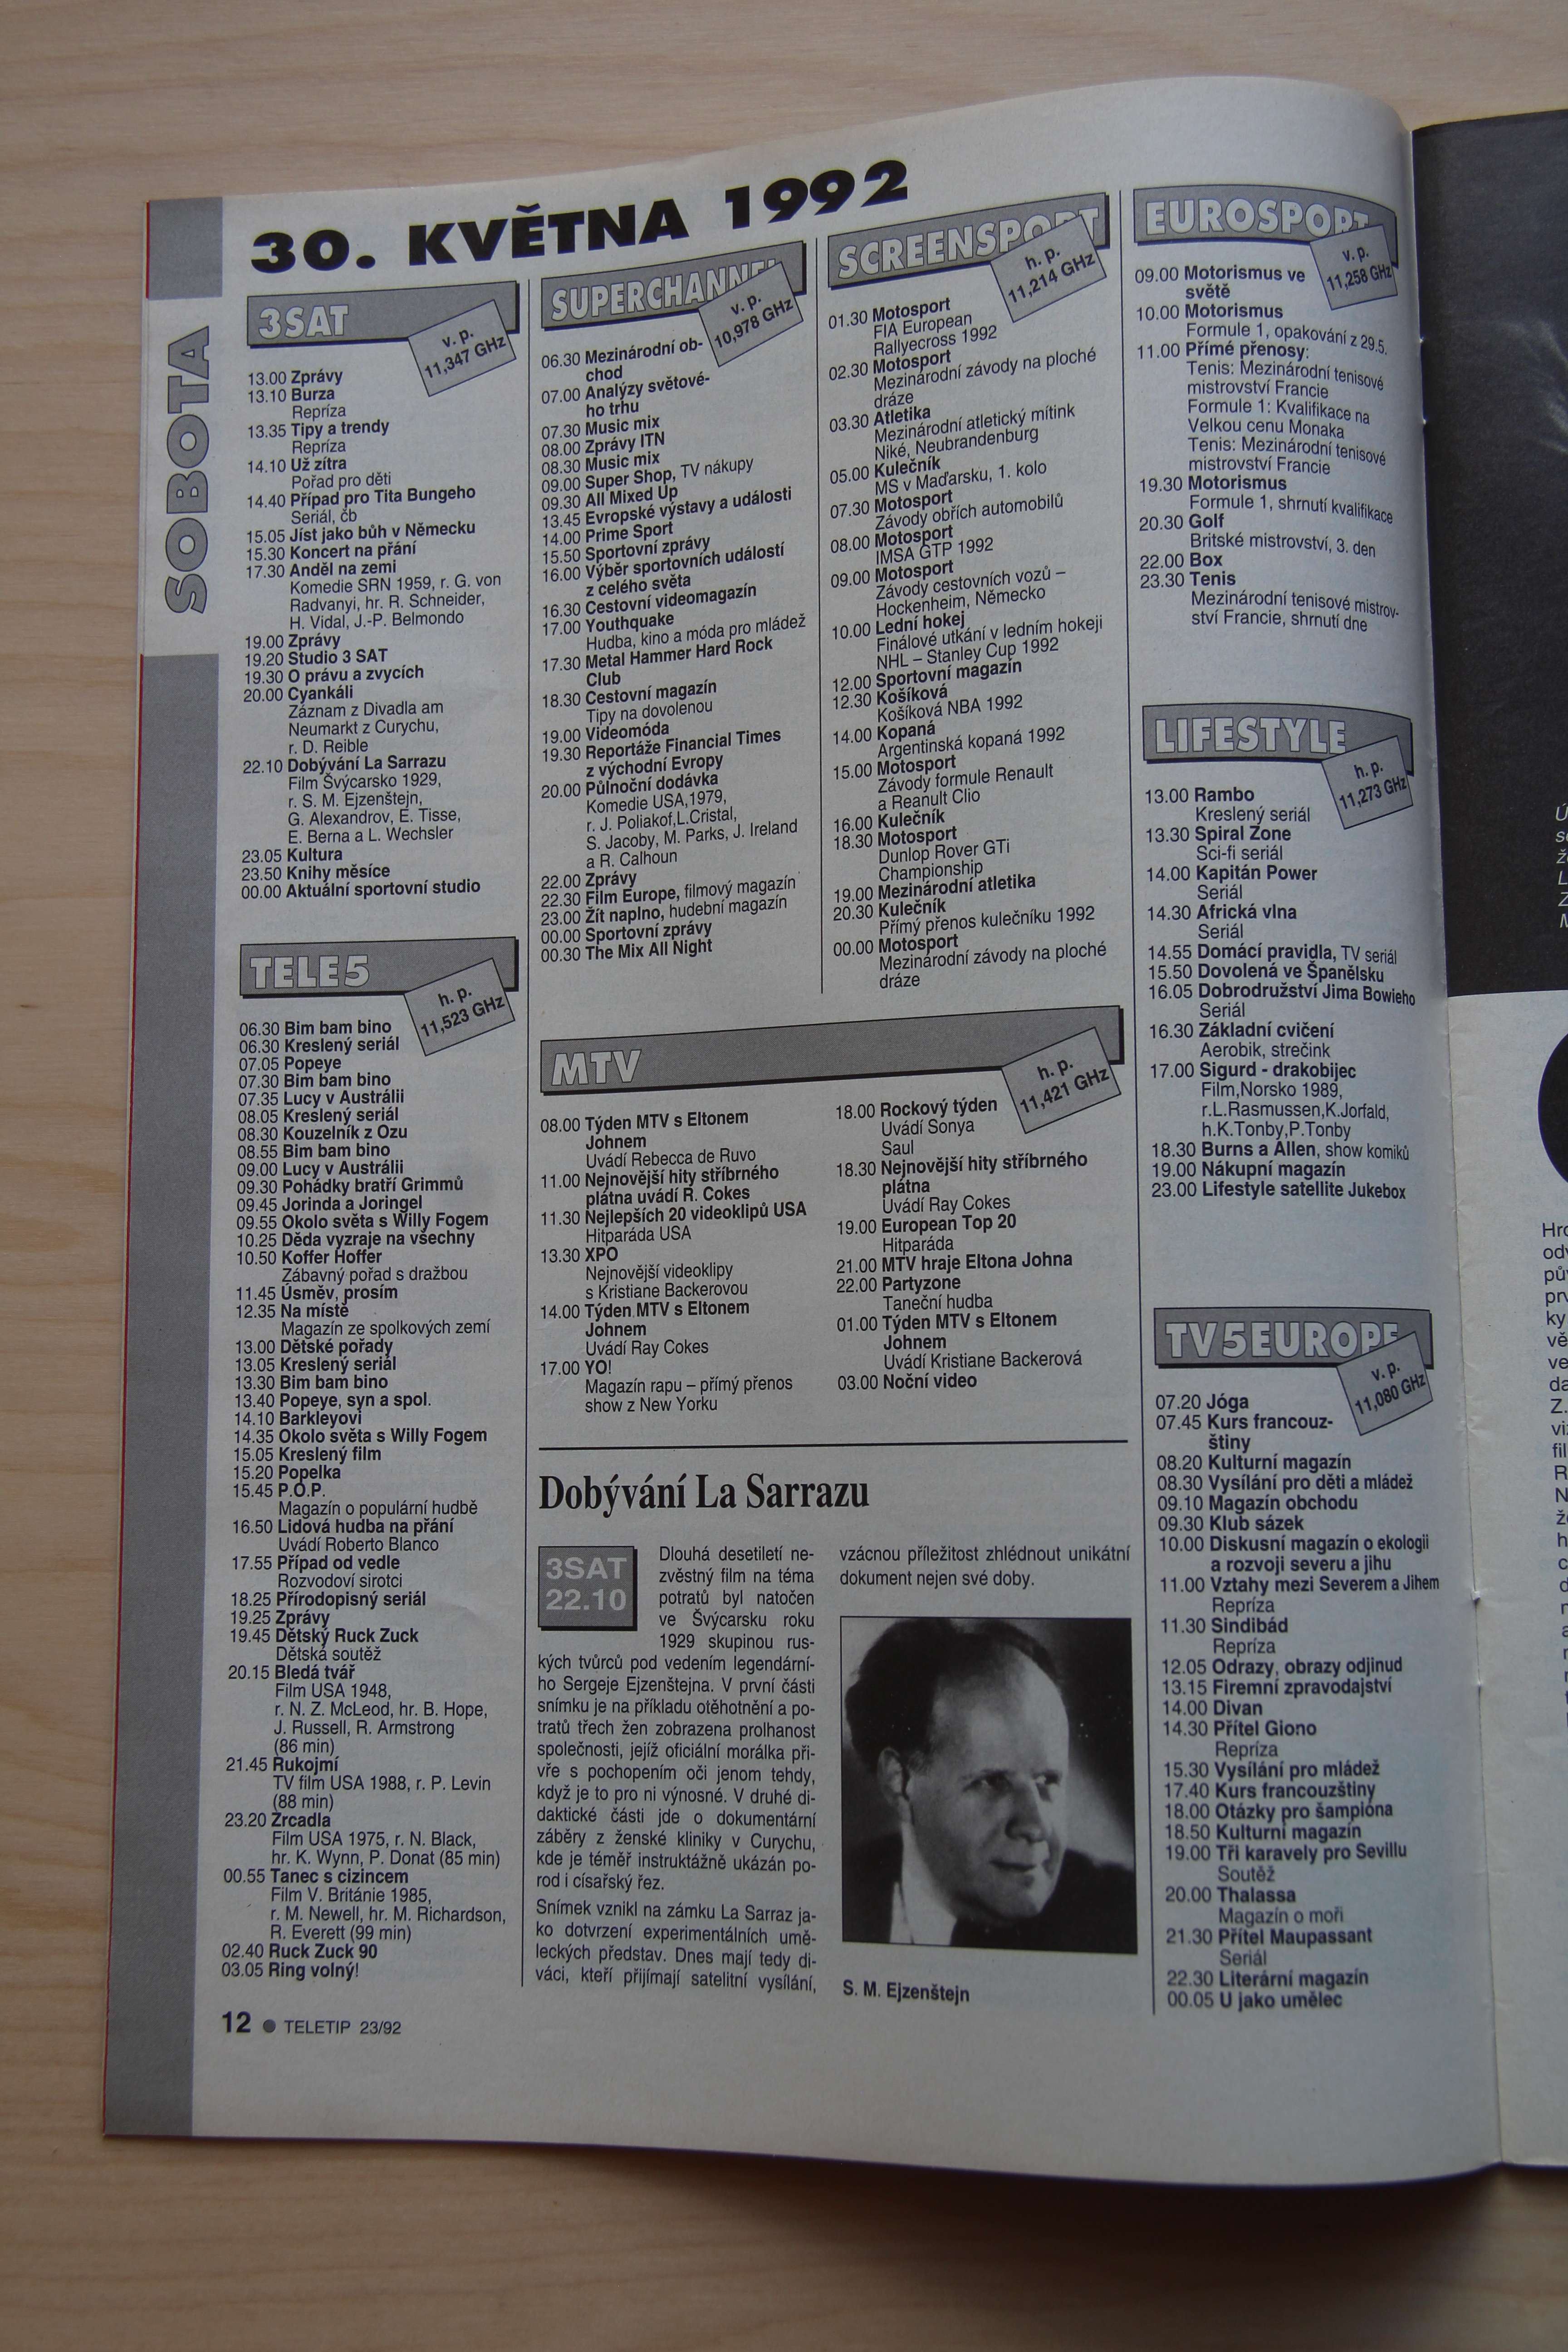 SOBOTA
30. KVĚTNA 1992
3SAT
v. p.
11,347 GHz
13.00 Zprávy
13.10 Burza
Repríza
13.35 Tipy a trendy
Repríza
14.10 Už zítra
Pořad pro děti
14.40 Případ pro Tita Bungeho
Seriál, čb
15.05 Jíst jako bůh v Německu
15.30 Koncert na přání
17.30 Anděl na zemi
Komedie SRN 1959, r. G. von
Radvanyi, hr. R. Schneider,
H. Vidal, J.-P. Belmondo
19.00 Zprávy
19.20 Studio 3 SAT
19.30 O právu a zvycích
20.00 Cyankáli
Záznam z Divadla am
Neumarkt z Curychu,
r. D. Reible
22.10 Dobývání La Sarrazu
Film Švýcarsko 1929,
r. S. M. Ejzenštejn,
G. Alexandrov, E. Tisse,
E. Berna a L. Wechsler
23.05 Kultura
23.50 Knihy měsíce
00.00 Aktuální sportovní studio
TELE5
h. p.
11,523 GHz
06.30 Bim bam bino
06.30 Kreslený seriál
07.05 Popeye
07.30 Bim bam bino
07.35 Lucy v Austrálii
08.05 Kreslený seriál
08.30 Kouzelník z Ozu
08.55 Bim bam bino
09.00 Lucy v Austrálii
09.30 Pohádky bratří Grimmů
09.45 Jorinda a Joringel
09.55 Okolo světa s Willy Fogem
10.25 Děda vyzraje na všechny
10.50 Koffer Hoffer
Zábavný pořad s dražbou
11.45 Úsměv, prosím
12.35 Na místě
Magazín ze spolkových zemí
13.00 Dětské pořady
13.05 Kreslený seriál
13.30 Bim bam bino
13.40 Popeye, syn a spol.
14.10 Barkleyovi
14.35 Okolo světa s Willy Fogem
15.05 Kreslený film
15.20 Popelka
15.45 P.O.P.
Magazín o populární hudbě
16.50 Lidová hudba na přání
Uvádí Roberto Blanco
17.55 Případ od vedle
Rozvodoví sirotci
18.25 Přírodopisný seriál
19.25 Zprávy
19.45 Dětský Ruck Zuck
Dětská soutěž
20.15 Bledá tvář
Film USA 1948,
r. N. Z. McLeod, hr. B. Hope,
J. Russell, R. Armstrong
(86 min)
21.45 Rukojmí
TV film USA 1988, r. P. Levin
(88 min)
23.20 Zrcadla
Film USA 1975, r. N. Black,
hr. K. Wynn, P. Donat (85 min)
00.55 Tanec s cizincem
Film V. Británie 1985,
r. M. Newell, hr. M. Richardson,
R. Everett (99 min)
02.40 Ruck Zuck 90
03.05 Ring volný!
SUPERCHANNEL
v. p.
10,978 GHz
06.30 Mezinárodní ob-
chod
07.00 Analýzy světové-
ho trhu
07.30 Music mix
08.00 Zprávy ITN
08.30 Music mix
09.00 Super Shop, TV nákupy
09.30 All Mixed Up
13.45 Evropské výstavy a události
14.00 Prime Sport
15.50 Sportovní zprávy
16.00 Výběr sportovních událostí
z celého světa
16.30 Cestovní videomagazín
17.00 Youthquake
Hudba, kino a móda pro mládež
17.30 Metal Hammer Hard Rock
Club
18.30 Cestovní magazín
Tipy na dovolenou
19.00 Videomóda
19.30 Reportáže Financial Times
z východní Evropy
20.00 Půlnoční dodávka
Komedie USA,1979,
r. J. Poliakof,L.Cristal,
S. Jacoby, M. Parks, J. Ireland
a R. Calhoun
22.00 Zprávy
22.30 Film Europe, filmový magazín
23.00 Žít naplno, hudební magazín
00.00 Sportovní zprávy
00.30 The Mix All Night
SCREENSPORT
h. p.
11,214 GHz
01.30 Motosport
FIA European
Rallyecross 1992
02.30 Motosport
Mezinárodní závody na ploché
dráze
03.30 Atletika
Mezinárodní atletický mítink
Niké, Neubrandenburg
05.00 Kulečník
MS v Maďarsku, 1. kolo
07.30 Motosport
Závody obřích automobilů
08.00 Motosport
IMSA GTP 1992
09.00 Motosport
Závody cestovních vozů –
Hockenheim, Německo
10.00 Lední hokej
Finálové utkání v ledním hokeji
NHL – Stanley Cup 1992
12.00 Sportovní magazín
12.30 Košíková
Košíková NBA 1992
14.00 Kopaná
Argentinská kopaná 1992
15.00 Motosport
Závody formule Renault
a Reanult Clio
16.00 Kulečník
18.30 Motosport
Dunlop Rover GTi
Championship
19.00 Mezinárodní atletika
20.30 Kulečník
Přímý přenos kulečníku 1992
00.00 Motosport
Mezinárodní závody na ploché
dráze
MTV
h. p.
11,421 GHz
08.00 Týden MTV s Eltonem
Johnem
Uvádí Rebecca de Ruvo
11.00 Nejnovější hity stříbrného
plátna uvádí R. Cokes
11.30 Nejlepších 20 videoklipů USA
Hitparáda USA
13.30 XPO
Nejnovější videoklipy
s Kristiane Backerovou
14.00 Týden MTV s Eltonem
Johnem
Uvádí Ray Cokes
17.00 YO!
Magazín rapu – přímý přenos
show z New Yorku
18.00 Rockový týden
Uvádí Sonya
Saul
18.30 Nejnovější hity stříbrného
plátna
Uvádí Ray Cokes
19.00 European Top 20
Hitparáda
21.00 MTV hraje Eltona Johna
22.00 Partyzone
Taneční hudba
01.00 Týden MTV s Eltonem
Johnem
Uvádí Kristiane Backerová
03.00 Noční video
Dobývání La Sarrazu
3SAT
22.10
Dlouhá desetiletí ne-
zvěstný film na téma
potratů byl natočen
ve Švýcarsku roku
1929 skupinou rus-
kých tvůrců pod vedením legendární-
ho Sergeje Ejzenštejna. V první části
snímku je na příkladu otěhotnění a po-
tratů třech žen zobrazena prolhanost
společnosti, jejíž oficiální morálka při-
vře s pochopením oči jenom tehdy,
když je to pro ni výnosné. V druhé di-
daktické části jde o dokumentární
záběry z ženské kliniky v Curychu,
kde je téměř instruktážně ukázán po-
rod i císařský řez.
Snímek vznikl na zámku La Sarraz ja-
ko dotvrzení experimentálních umě-
leckých představ. Dnes mají tedy di-
váci, kteří přijímají satelitní vysílání,
vzácnou příležitost zhlédnout unikátní
dokument nejen své doby.
S. M. Ejzenštejn
EUROSPORT
v. p.
11,258 GHz
09.00 Motorismus ve
světě
10.00 Motorismus
Formule 1, opakování z 29.5.
11.00 Přímé přenosy:
Tenis: Mezinárodní tenisové
mistrovství Francie
Formule 1: Kvalifikace na
Velkou cenu Monaka
Tenis: Mezinárodní tenisové
mistrovství Francie
19.30 Motorismus
Formule 1, shrnutí kvalifikace
20.30 Golf
Britské mistrovství, 3. den
22.00 Box
23.30 Tenis
Mezinárodní tenisové mistrov-
ství Francie, shrnutí dne
LIFESTYLE
h. p.
11,273 GHz
13.00 Rambo
Kreslený seriál
13.30 Spiral Zone
Sci-fi seriál
14.00 Kapitán Power
Seriál
14.30 Africká vlna
Seriál
14.55 Domácí pravidla, TV seriál
15.50 Dovolená ve Španělsku
16.05 Dobrodružství Jima Bowieho
Seriál
16.30 Základní cvičení
Aerobik, strečink
17.00 Sigurd - drakobijec
Film,Norsko 1989,
r.L.Rasmussen,K.Jorfald,
h.K.Tonby,P.Tonby
18.30 Burns a Allen, show komiků
19.00 Nákupní magazín
23.00 Lifestyle satellite Jukebox
TV5EUROPE
v. p.
11,080 GHz
07.20 Jóga
07.45 Kurs francouz-
štiny
08.20 Kulturní magazín
08.30 Vysílání pro děti a mládež
09.10 Magazín obchodu
09.30 Klub sázek
10.00 Diskusní magazín o ekologii
a rozvoji severu a jihu
11.00 Vztahy mezi Severem a Jihem
Repríza
11.30 Sindibád
Repríza
12.05 Odrazy, obrazy odjinud
13.15 Firemní zpravodajství
14.00 Divan
14.30 Přítel Giono
Repríza
15.30 Vysílání pro mládež
17.40 Kurs francouzštiny
18.00 Otázky pro šampióna
18.50 Kulturní magazín
19.00 Tři karavely pro Sevillu
Soutěž
20.00 Thalassa
Magazín o moři
21.30 Přítel Maupassant
Seriál
22.30 Literární magazín
00.05 U jako umělec
12 ● TELETIP 23/92